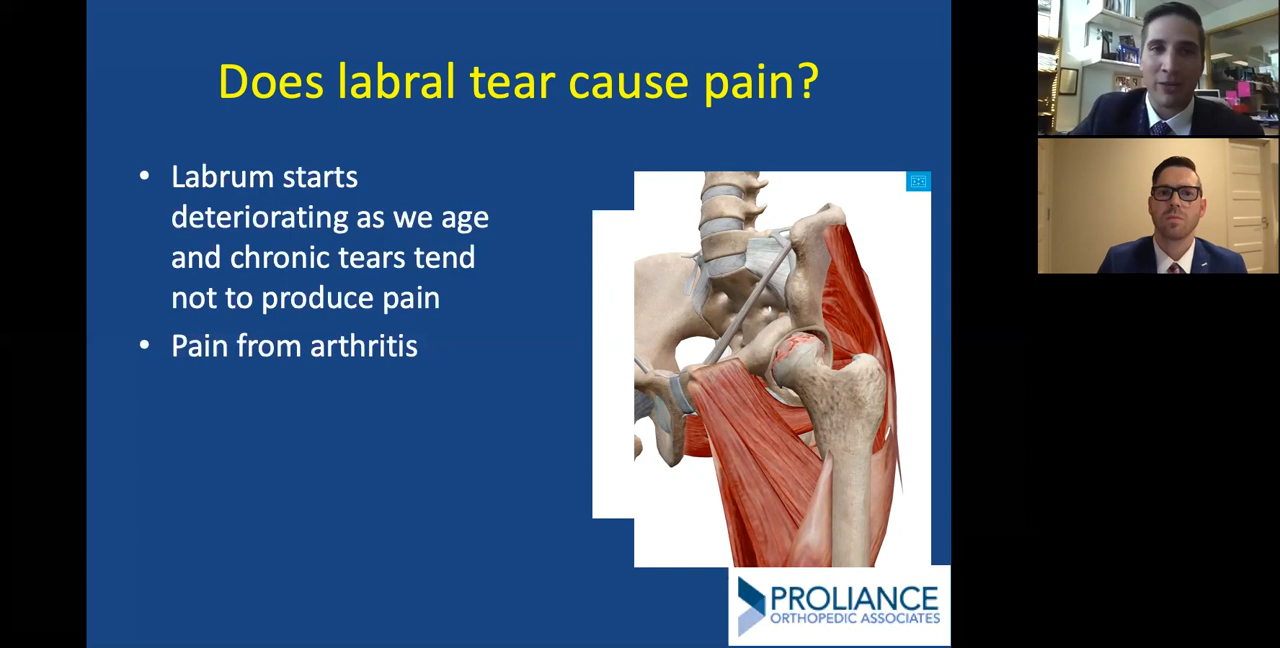 Does labral tear cause pain?
• Labrum starts
deteriorating as we age
and chronic tears tend
not to produce pain
• Pain from arthritis
PROLIANCE
ORTHOPEDIC ASSOCIATES